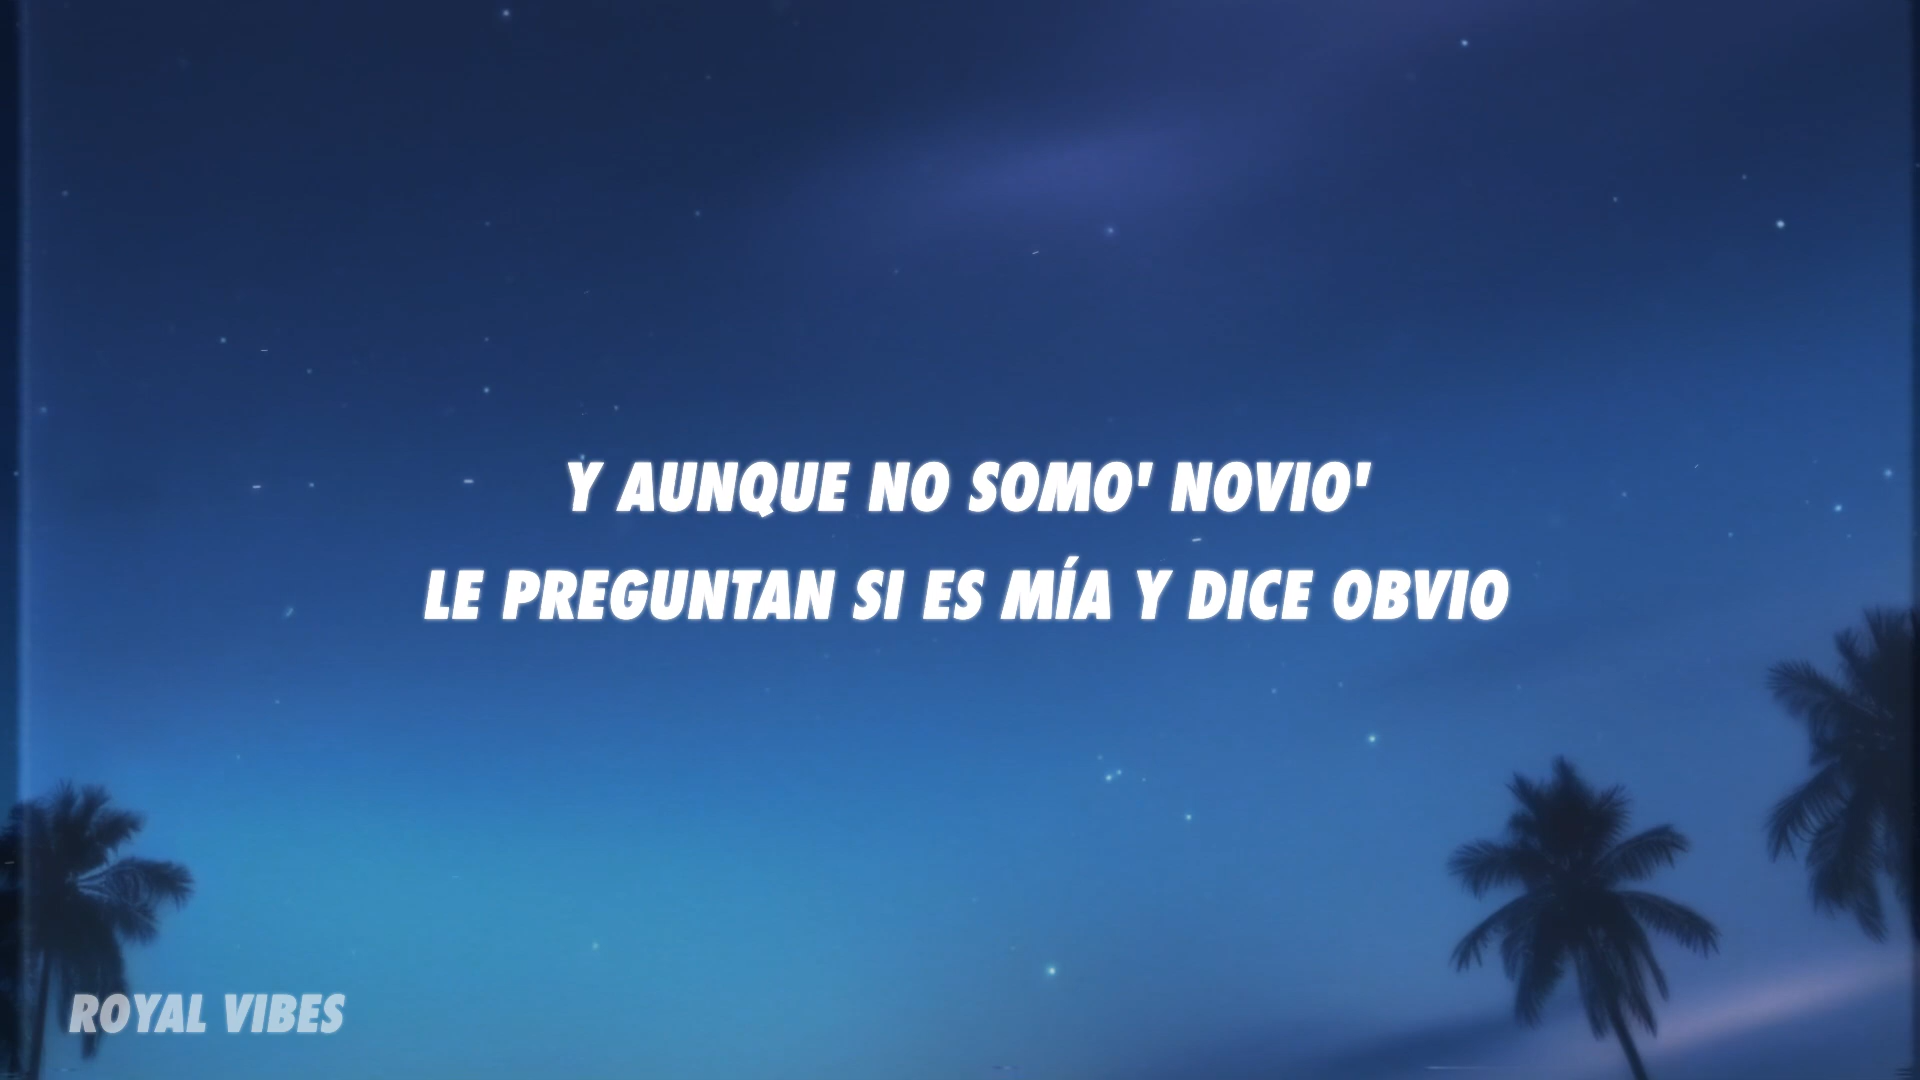 Y AUNQUE NO SOMO' NOVIO'
LE PREGUNTAN SI ES MÍA Y DICE OBVIO
ROYAL VIBES